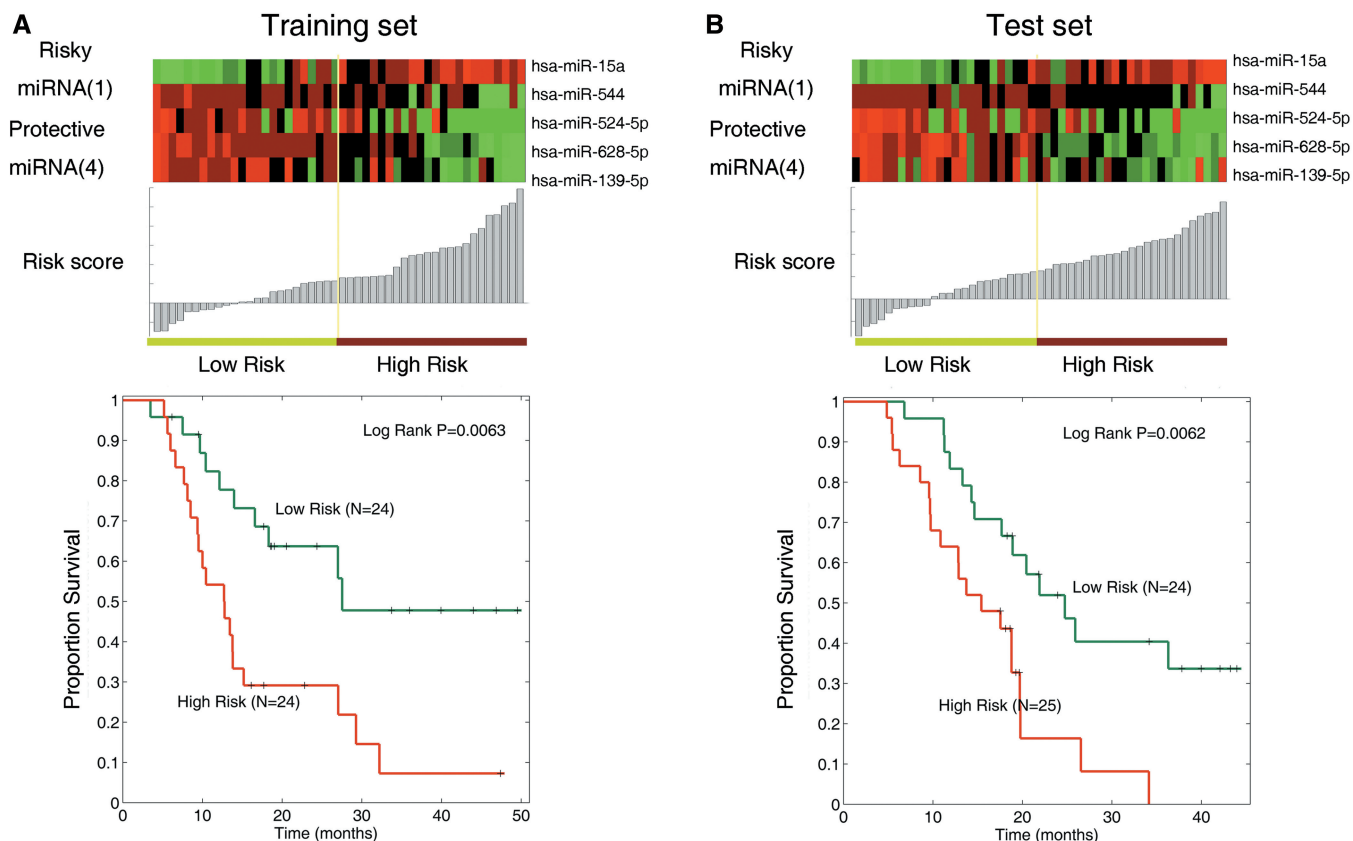 A
Training set
Risky
miRNA(1)
Protective
miRNA(4)
hsa-miR-15a
hsa-miR-544
hsa-miR-524-5p
hsa-miR-628-5p
hsa-miR-139-5p
Risk score
Low Risk
High Risk
1
0.9
0.8
0.7
0.6
0.5
0.4
0.3
0.2
0.1
0
Proportion Survival
Log Rank P=0.0063
Low Risk (N=24)
High Risk (N=24)
0
10
20
30
40
50
Time (months)
B
Test set
Risky
miRNA(1)
Protective
miRNA(4)
hsa-miR-15a
hsa-miR-544
hsa-miR-524-5p
hsa-miR-628-5p
hsa-miR-139-5p
Risk score
Low Risk
High Risk
1
0.9
0.8
0.7
0.6
0.5
0.4
0.3
0.2
0.1
0
Proportion Survival
Log Rank P=0.0062
Low Risk (N=24)
High Risk (N=25)
0
10
20
30
40
Time (months)